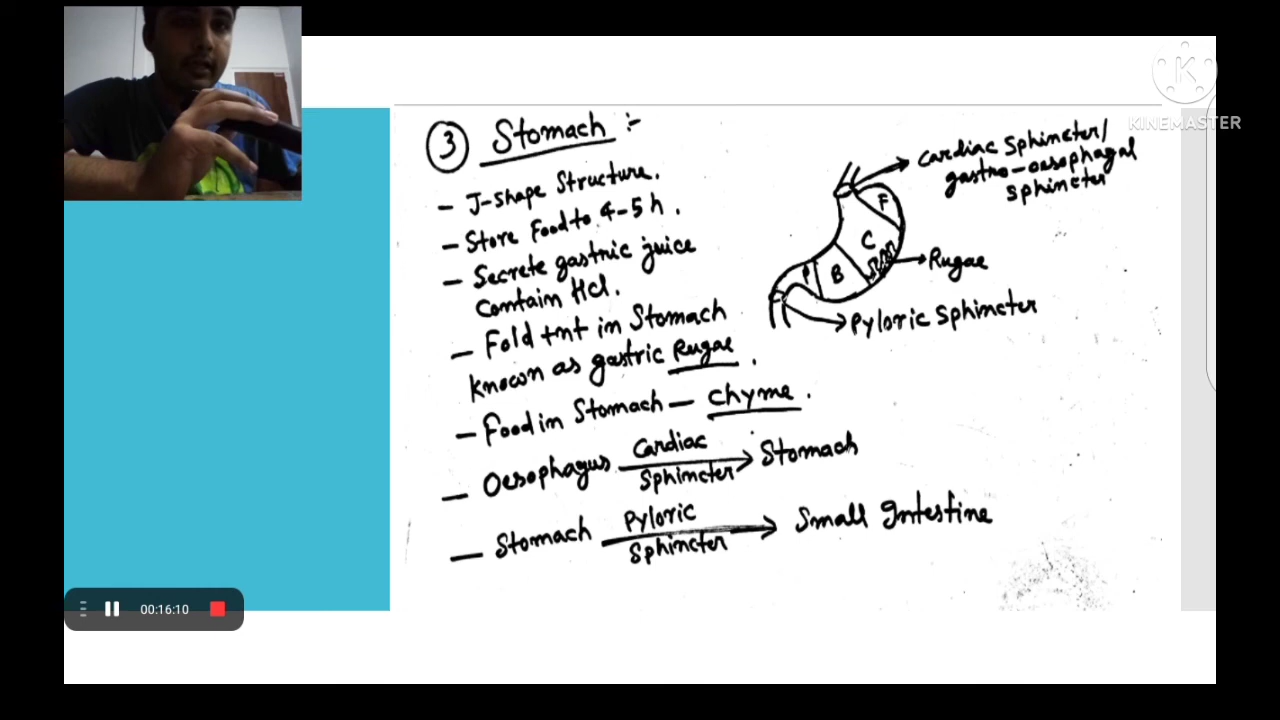 ③ Stomach :-
- J-shape Structure.
- Store Food to 4-5 h.
- Secrete gastric juice
contain Hcl.
- Fold tnt in Stomach
known as gastric Rugae.
- Food in Stomach - chyme.
- Oesophagus Cardiac Sphincter → Stomach
- Stomach Pyloric Sphincter → Small Intestine
Cardiac Sphincter/
gastro-oesophagal
sphincter
F
C
B
P
Rugae
Pyloric Sphincter
K
KINEMASTER
00:16:10